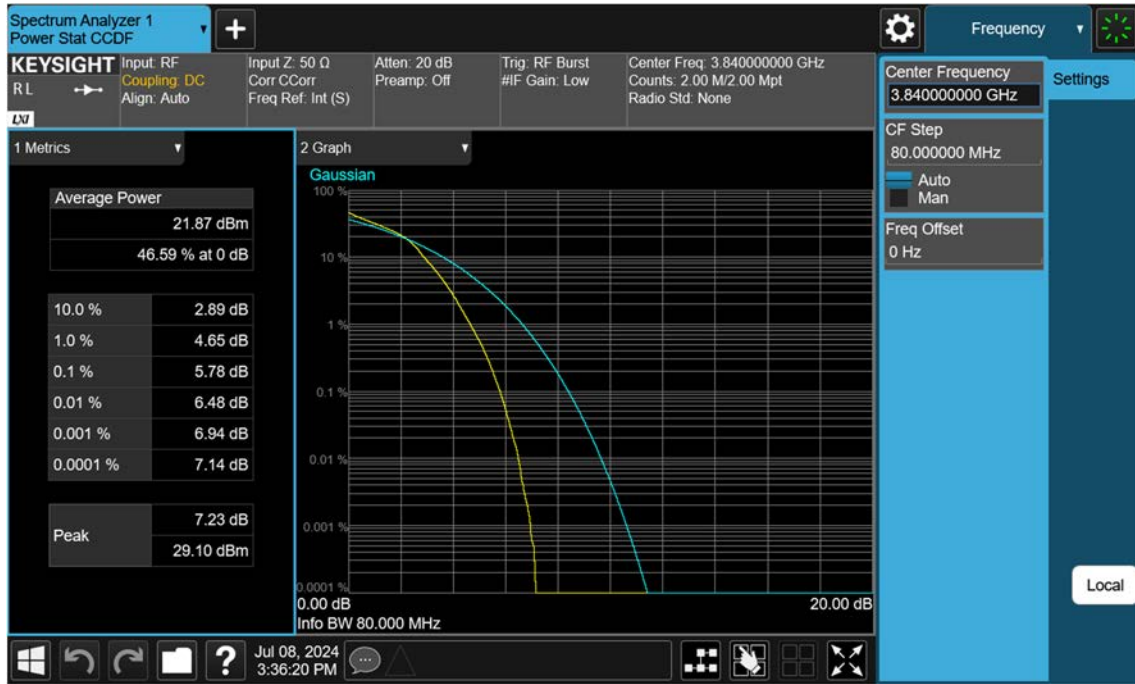 Spectrum Analyzer 1
Power Stat CCDF
Frequency
KEYSIGHT
R L
LXI
Input: RF
Coupling: DC
Align: Auto
Input Z: 50 Ω
Corr CCorr
Freq Ref: Int (S)
Atten: 20 dB
Preamp: Off
Trig: RF Burst
#IF Gain: Low
Center Freq: 3.840000000 GHz
Counts: 2.00 M/2.00 Mpt
Radio Std: None
Center Frequency
3.840000000 GHz
Settings
CF Step
80.000000 MHz
Auto
Man
Freq Offset
0 Hz
Local
1 Metrics
Average Power
21.87 dBm
46.59 % at 0 dB
10.0 % 2.89 dB
1.0 % 4.65 dB
0.1 % 5.78 dB
0.01 % 6.48 dB
0.001 % 6.94 dB
0.0001 % 7.14 dB
Peak
7.23 dB
29.10 dBm
2 Graph
Gaussian
100 %
10 %
1 %
0.1 %
0.01 %
0.001 %
0.0001 %
0.00 dB 20.00 dB
Info BW 80.000 MHz
?
Jul 08, 2024
3:36:20 PM